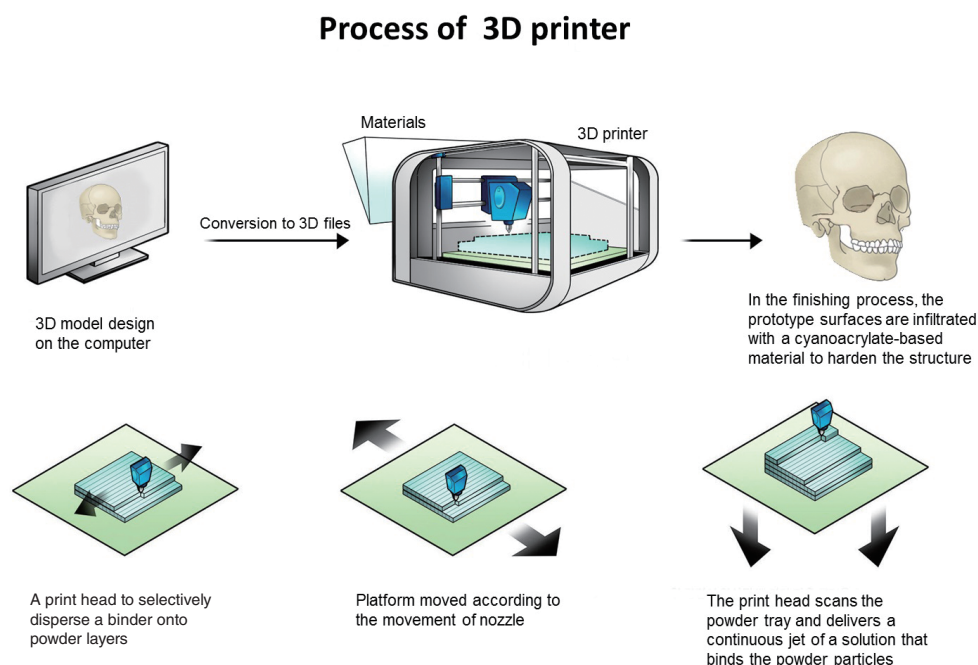 Process of 3D printer
Materials
3D printer
Conversion to 3D files
3D model design
on the computer
In the finishing process, the
prototype surfaces are infiltrated
with a cyanoacrylate-based
material to harden the structure
A print head to selectively
disperse a binder onto
powder layers
Platform moved according to
the movement of nozzle
The print head scans the
powder tray and delivers a
continuous jet of a solution that
binds the powder particles